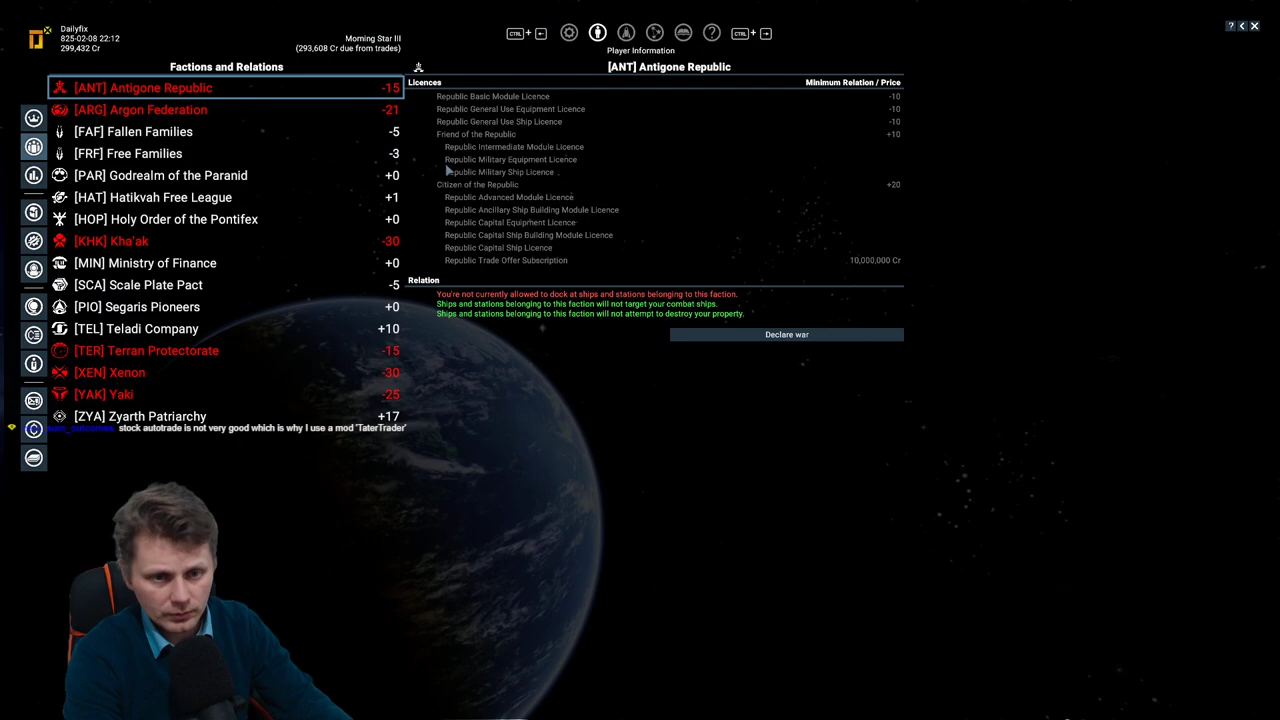 Dailyfix
825-02-08 22:12
299,432 Cr
Morning Star III
(293,608 Cr due from trades)
CTRL + ←
CTRL + →
Player Information
Factions and Relations
[ANT] Antigone Republic -15
[ARG] Argon Federation -21
[FAF] Fallen Families -5
[FRF] Free Families -3
[PAR] Godrealm of the Paranid +0
[HAT] Hatikvah Free League +1
[HOP] Holy Order of the Pontifex +0
[KHK] Kha'ak -30
[MIN] Ministry of Finance +0
[SCA] Scale Plate Pact -5
[PIO] Segaris Pioneers +0
[TEL] Teladi Company +10
[TER] Terran Protectorate -15
[XEN] Xenon -30
[YAK] Yaki -25
[ZYA] Zyarth Patriarchy +17
stock autotrade is not very good which is why I use a mod 'TaterTrader'
[ANT] Antigone Republic
Licences Minimum Relation / Price
Republic Basic Module Licence -10
Republic General Use Equipment Licence -10
Republic General Use Ship Licence -10
Friend of the Republic +10
Republic Intermediate Module Licence
Republic Military Equipment Licence
Republic Military Ship Licence
Citizen of the Republic +20
Republic Advanced Module Licence
Republic Ancillary Ship Building Module Licence
Republic Capital Equipment Licence
Republic Capital Ship Building Module Licence
Republic Capital Ship Licence
Republic Trade Offer Subscription 10,000,000 Cr
Relation
You're not currently allowed to dock at ships and stations belonging to this faction.
Ships and stations belonging to this faction will not target your combat ships.
Ships and stations belonging to this faction will not attempt to destroy your property.
Declare war